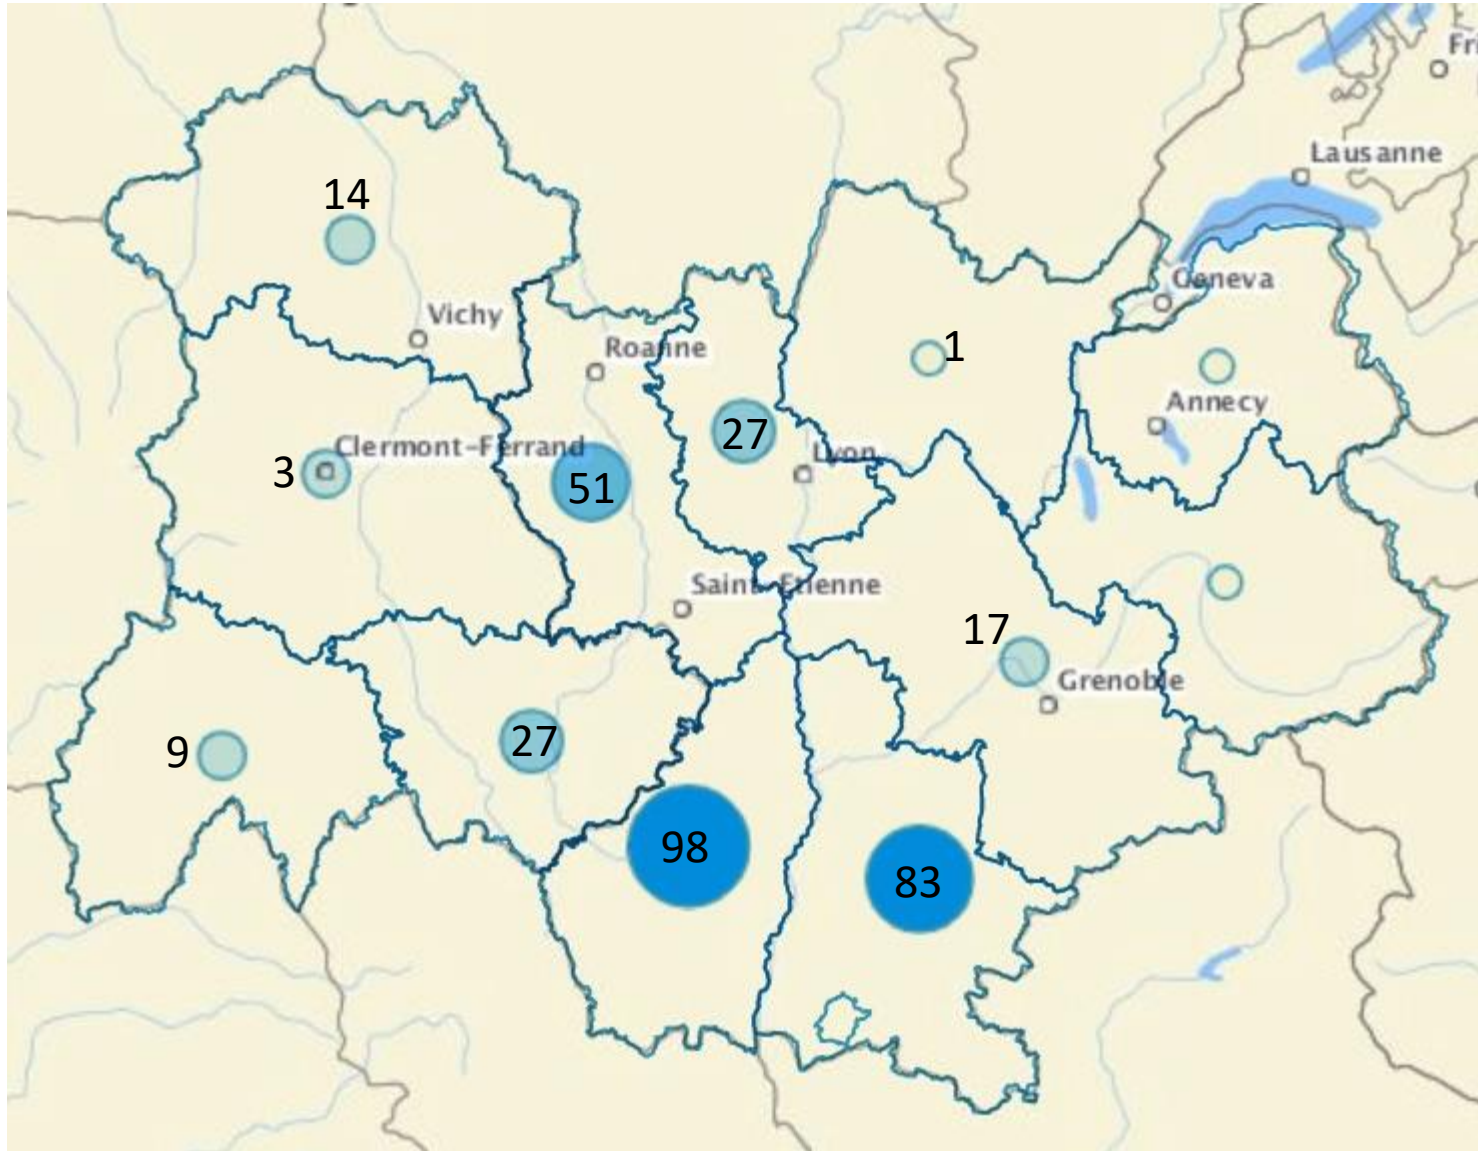 Fri
Lausanne
14
Geneva
Vichy
Roanne
1
Annecy
27
Clermont-Ferrand
Lyon
3
51
Saint-Etienne
17
Grenoble
9
27
98
83